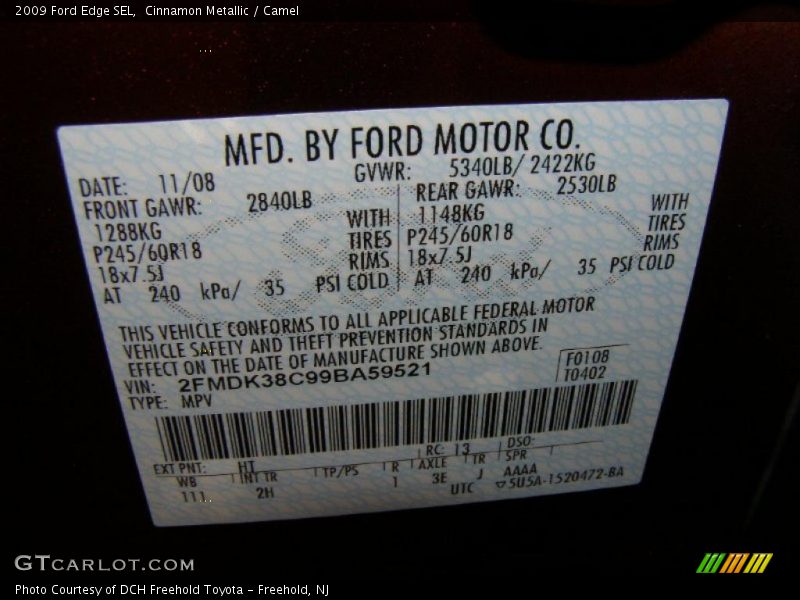 2009 Ford Edge SEL, Cinnamon Metallic / Camel
MFD. BY FORD MOTOR CO.
DATE: 11/08 GVWR: 5340LB/ 2422KG
FRONT GAWR: 2840LB REAR GAWR: 2530LB
1288KG WITH 1148KG WITH
P245/60R18 TIRES P245/60R18 TIRES
18x7.5J RIMS 18x7.5J RIMS
AT 240 kPa/ 35 PSI COLD AT 240 kPa/ 35 PSI COLD
THIS VEHICLE CONFORMS TO ALL APPLICABLE FEDERAL MOTOR
VEHICLE SAFETY AND THEFT PREVENTION STANDARDS IN
EFFECT ON THE DATE OF MANUFACTURE SHOWN ABOVE.
VIN: 2FMDK38C99BA59521 F0108
TYPE: MPV T0402
EXT PNT: HT RC: 13 DSO:
WB INT TR TP/PS R AXLE TR SPR
111 2H 1 3E J AAAA
UTC 5U5A-1520472-BA
GTCARLOT.COM
Photo Courtesy of DCH Freehold Toyota - Freehold, NJ